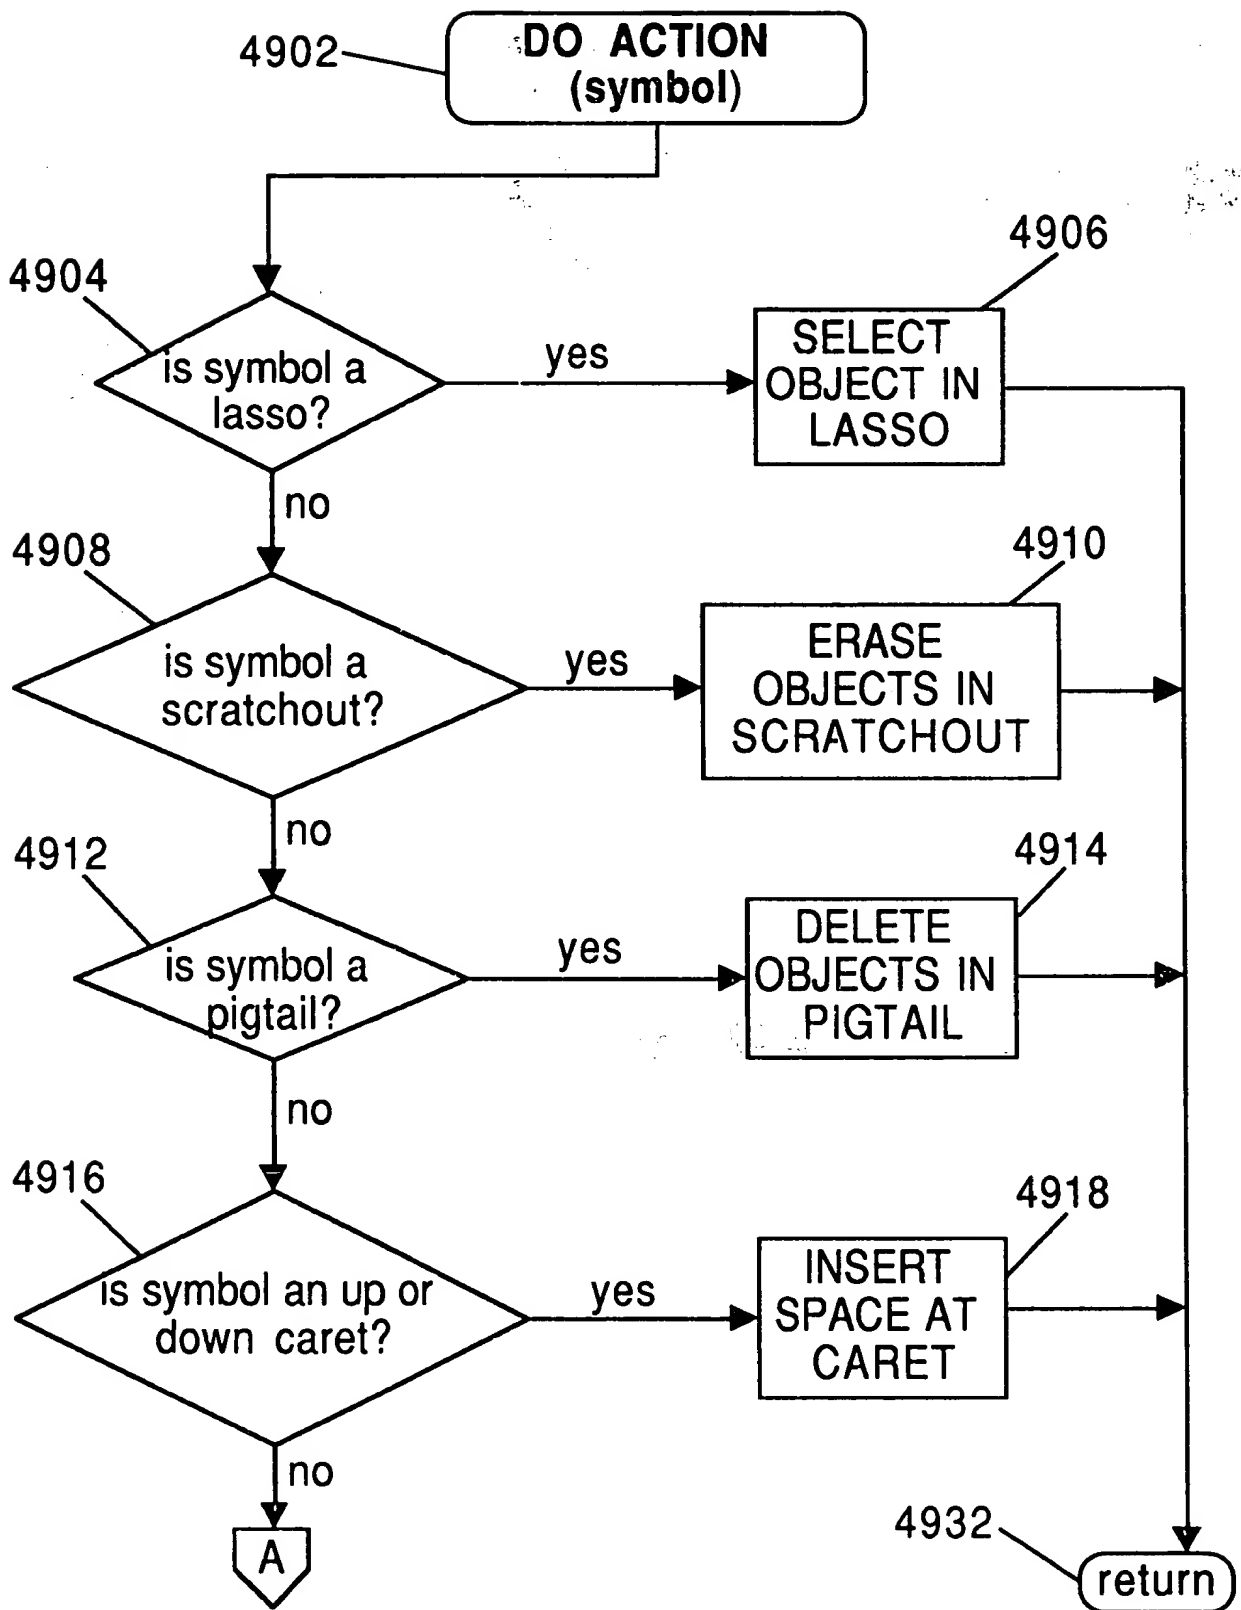 4902
DO ACTION
(symbol)
4904
is symbol a
lasso?
yes
4906
SELECT
OBJECT IN
LASSO
no
4908
is symbol a
scratchout?
yes
4910
ERASE
OBJECTS IN
SCRATCHOUT
no
4912
is symbol a
pigtail?
yes
4914
DELETE
OBJECTS IN
PIGTAIL
no
4916
is symbol an up or
down caret?
yes
4918
INSERT
SPACE AT
CARET
no
A
4932
return